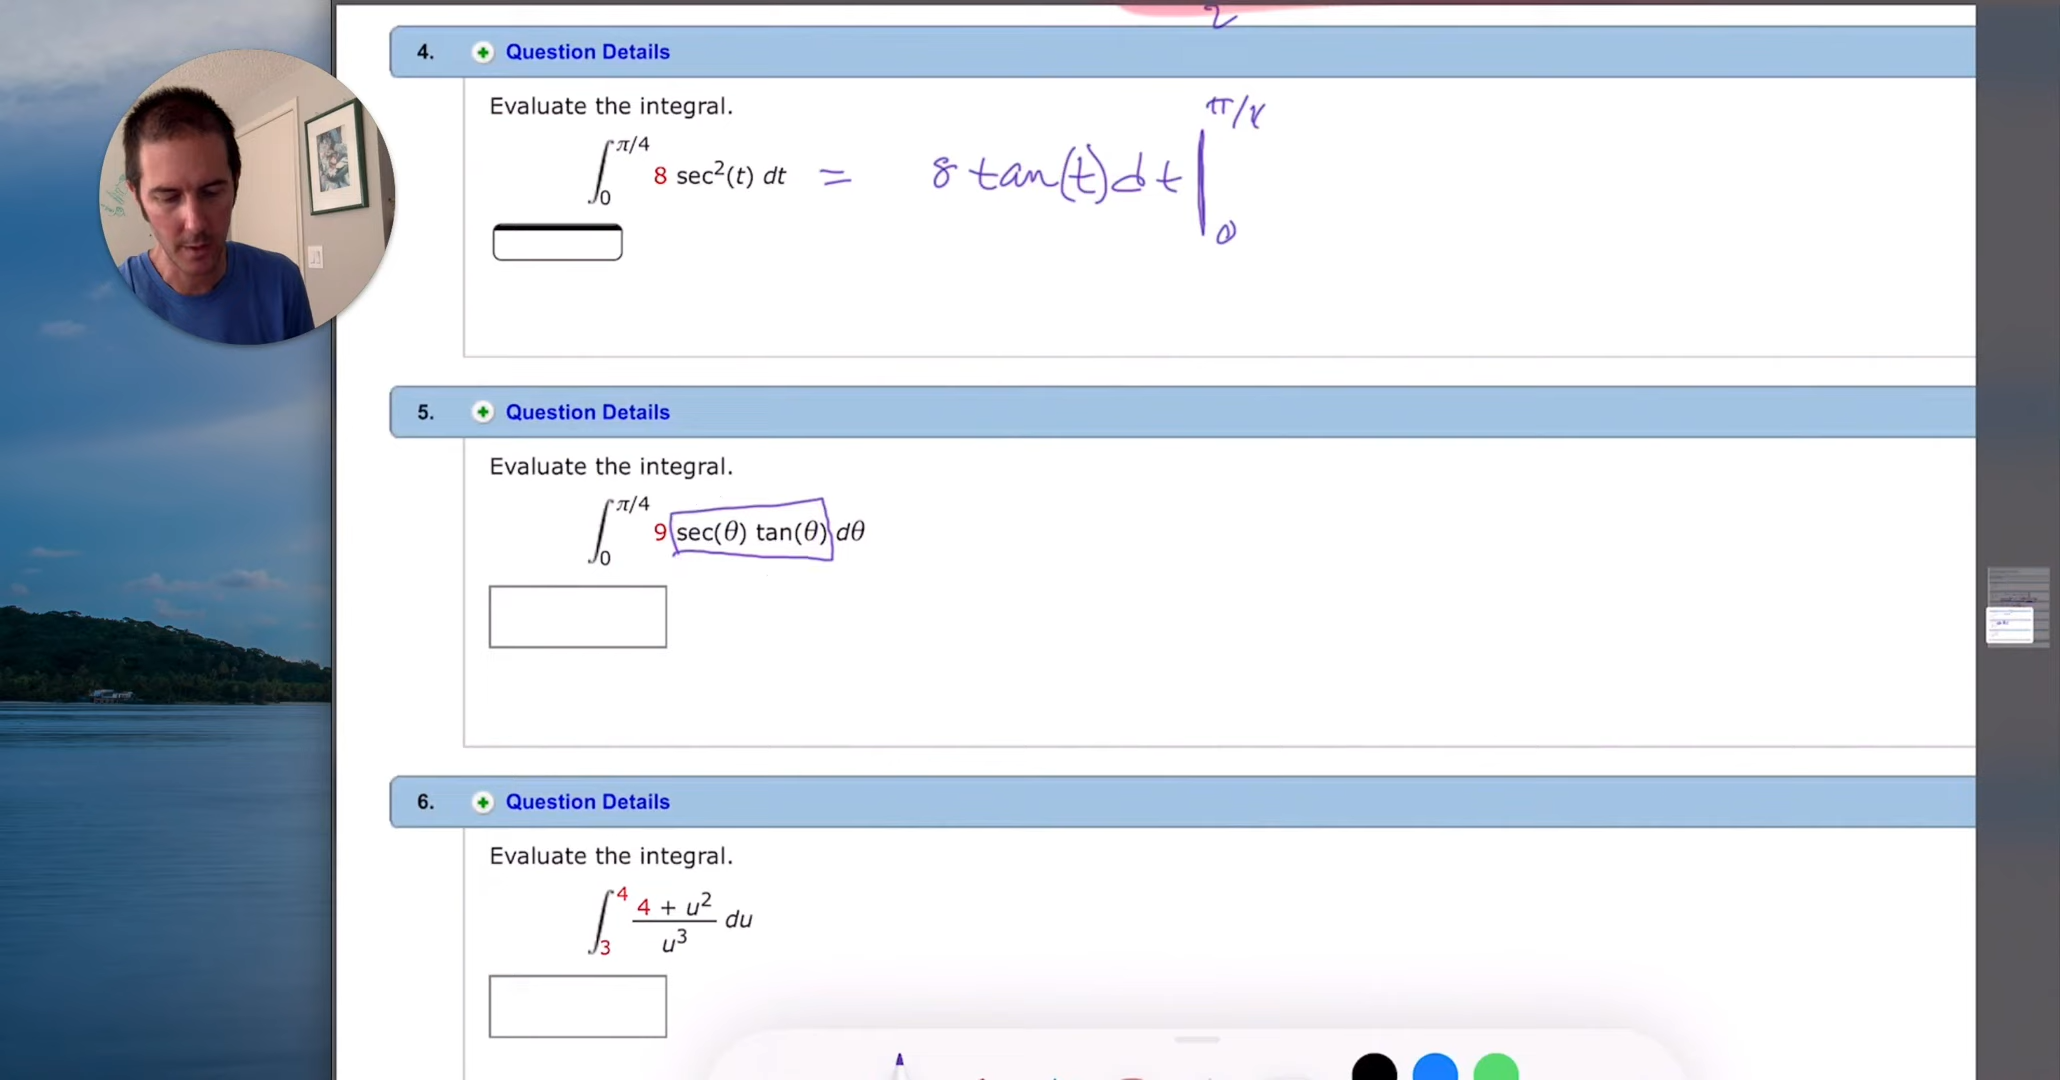 2
4. Question Details
Evaluate the integral.
∫₀^π/4 8 sec²(t) dt = 8 tan(t) dt |₀^π/4
5. Question Details
Evaluate the integral.
∫₀^π/4 9 sec(θ) tan(θ) dθ
6. Question Details
Evaluate the integral.
∫₃⁴ (4 + u²)/u³ du